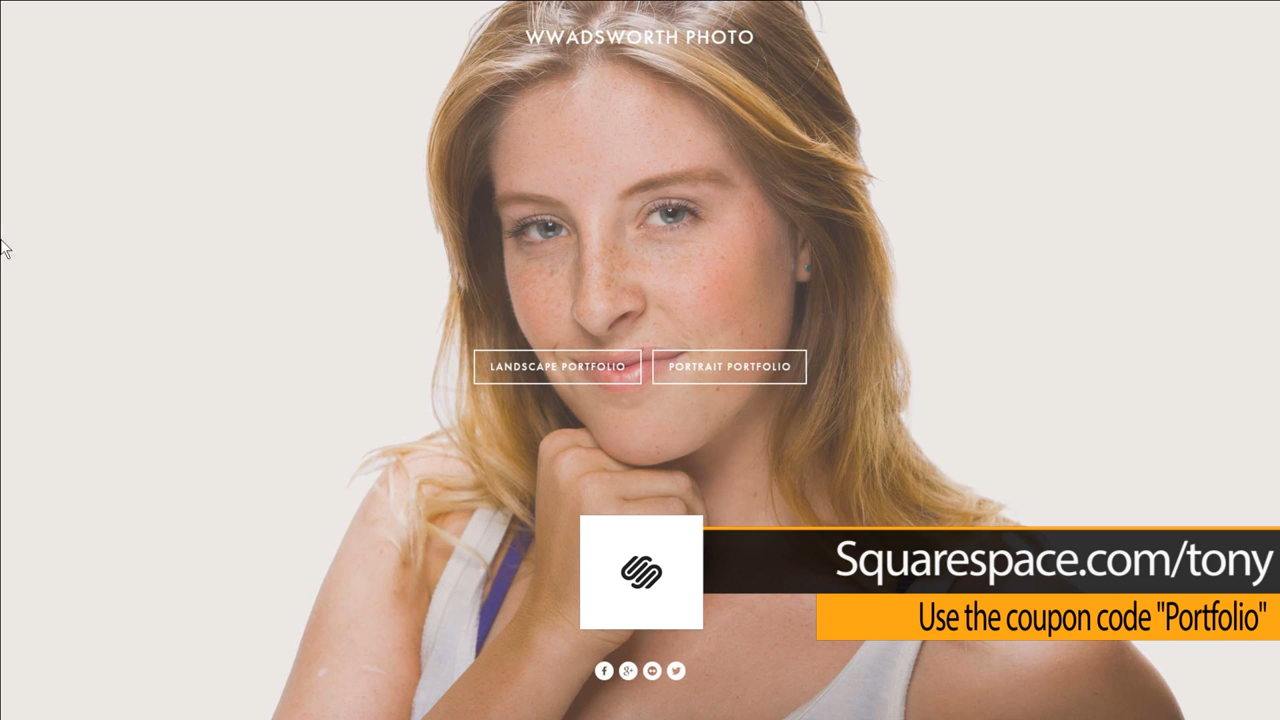 WWADSWORTH PHOTO
LANDSCAPE PORTFOLIO
PORTRAIT PORTFOLIO
Squarespace.com/tony
Use the coupon code "Portfolio"